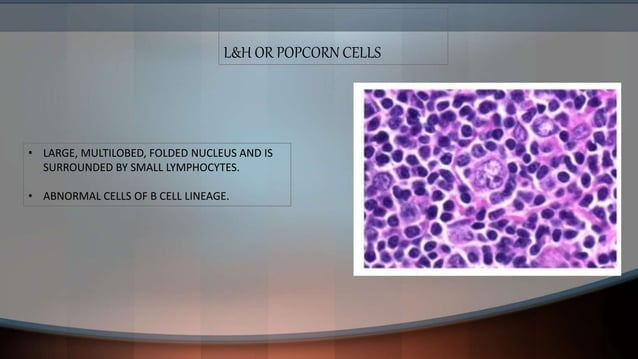 L&H OR POPCORN CELLS
• LARGE, MULTILOBED, FOLDED NUCLEUS AND IS
SURROUNDED BY SMALL LYMPHOCYTES.
• ABNORMAL CELLS OF B CELL LINEAGE.